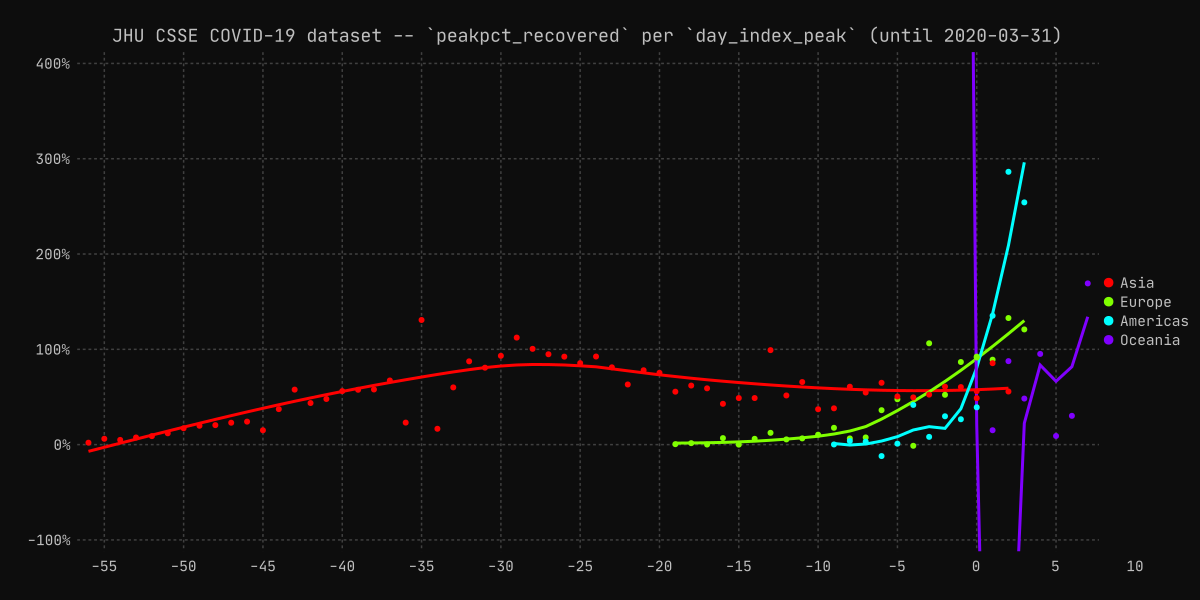 JHU CSSE COVID-19 dataset -- `peakpct_recovered` per `day_index_peak` (until 2020-03-31)
400%
300%
200%
100%
0%
-100%
-55 -50 -45 -40 -35 -30 -25 -20 -15 -10 -5 0 5 10
Asia
Europe
Americas
Oceania